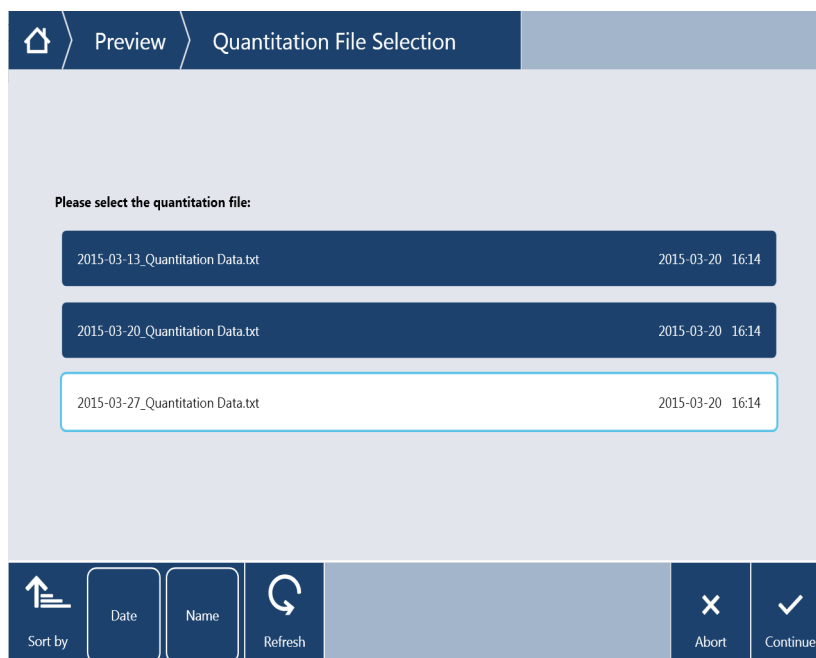 Preview Quantitation File Selection
Please select the quantitation file:
2015-03-13_Quantitation Data.txt 2015-03-20 16:14
2015-03-20_Quantitation Data.txt 2015-03-20 16:14
2015-03-27_Quantitation Data.txt 2015-03-20 16:14
Sort by Date Name Refresh Abort Continue